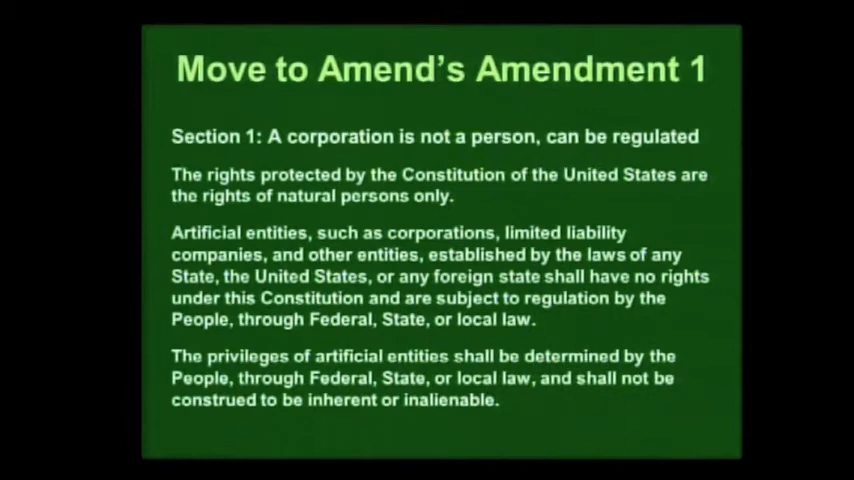 Move to Amend's Amendment 1
Section 1: A corporation is not a person, can be regulated
The rights protected by the Constitution of the United States are
the rights of natural persons only.
Artificial entities, such as corporations, limited liability
companies, and other entities, established by the laws of any
State, the United States, or any foreign state shall have no rights
under this Constitution and are subject to regulation by the
People, through Federal, State, or local law.
The privileges of artificial entities shall be determined by the
People, through Federal, State, or local law, and shall not be
construed to be inherent or inalienable.